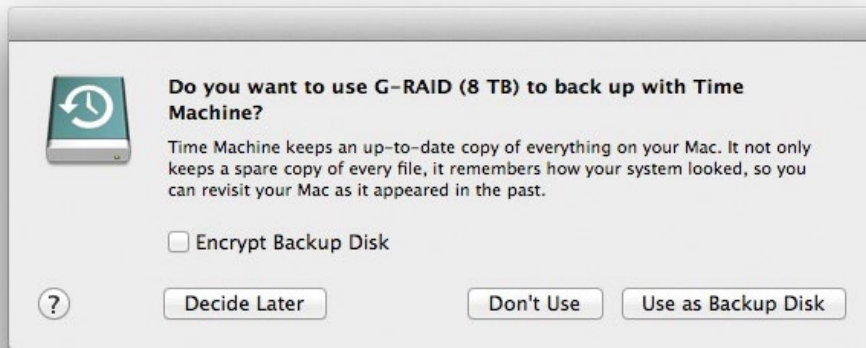 Do you want to use G-RAID (8 TB) to back up with Time
Machine?
Time Machine keeps an up-to-date copy of everything on your Mac. It not only
keeps a spare copy of every file, it remembers how your system looked, so you
can revisit your Mac as it appeared in the past.
Encrypt Backup Disk
? Decide Later Don't Use Use as Backup Disk